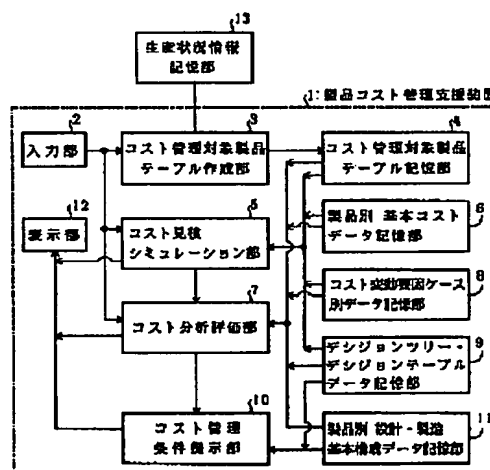 13
生産状況情報
記憶部
1:製品コスト管理支援装置
2
入力部
3
コスト管理対象製品
テーブル作成部
4
コスト管理対象製品
テーブル記憶部
12
表示部
5
コスト見積
シミュレーション部
6
製品別 基本コスト
データ記憶部
7
コスト分析評価部
8
コスト変動要因ケース
別データ記憶部
9
デシジョンツリー・
デシジョンテーブル
データ記憶部
10
コスト管理
条件提示部
11
製品別 設計・製造
基本構成データ記憶部